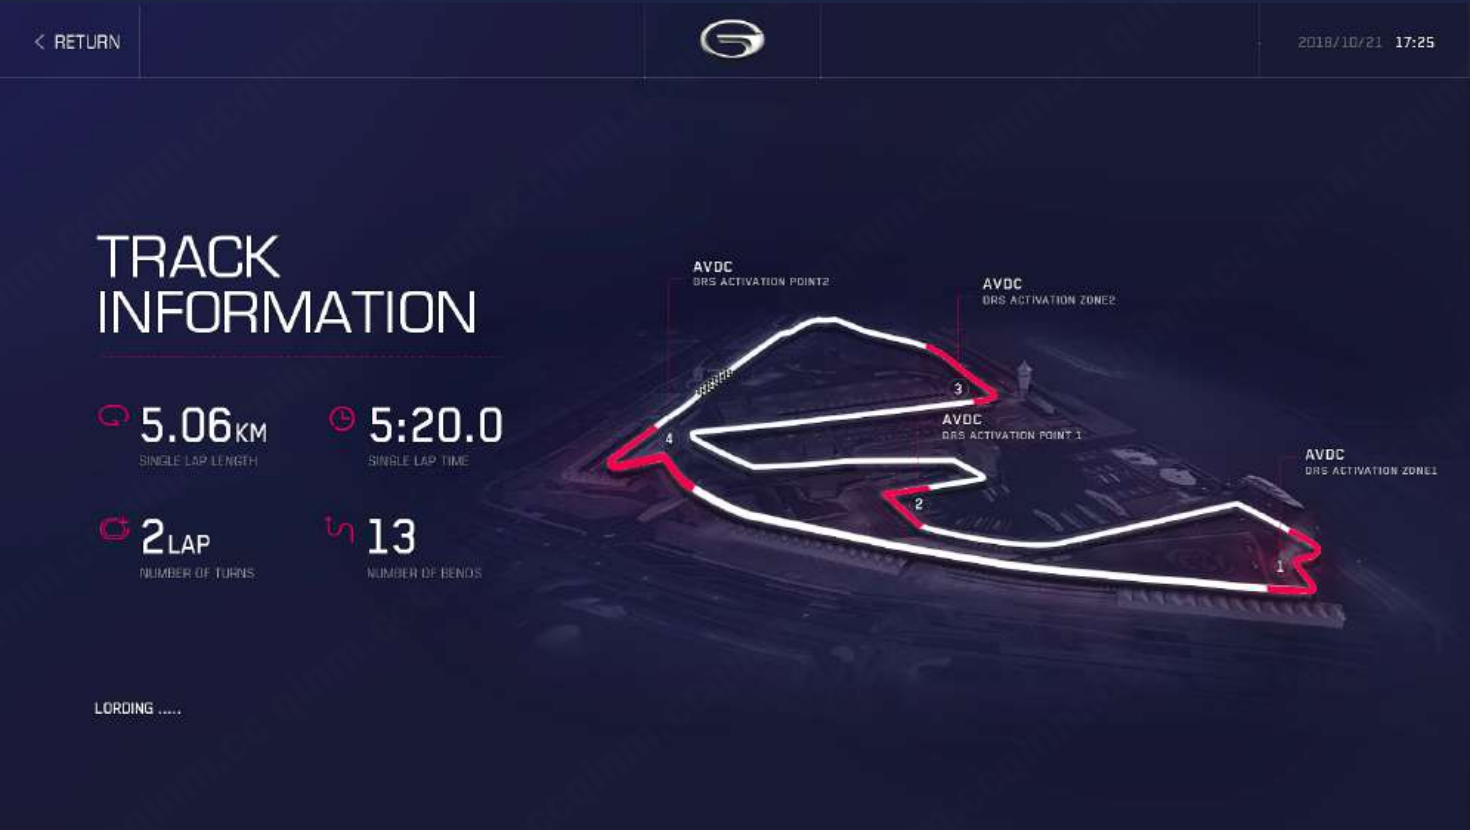 < RETURN
2018/10/21 17:25
TRACK
INFORMATION
5.06KM
SINGLE LAP LENGTH
5:20.0
SINGLE LAP TIME
2LAP
NUMBER OF TURNS
13
NUMBER OF BENDS
LORDING .....
AVDC
DRS ACTIVATION POINT2
AVDC
DRS ACTIVATION ZONE2
3
AVDC
DRS ACTIVATION POINT 1
4
AVDC
DRS ACTIVATION ZONE1
2
1